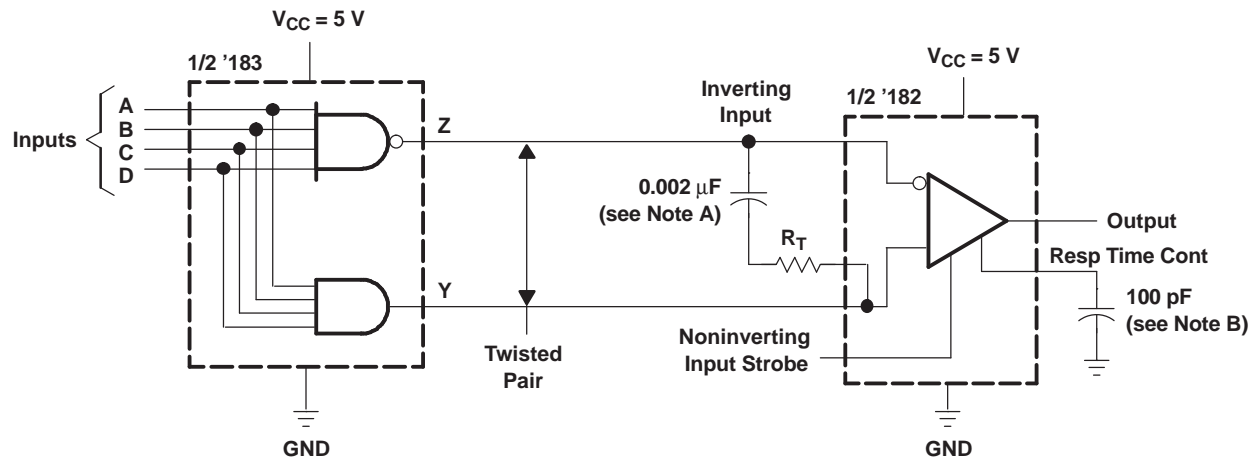 VCC = 5 V
1/2 '183
Inputs
A
B
C
D
Z
Y
Twisted
Pair
GND
Inverting
Input
0.002 µF
(see Note A)
RT
VCC = 5 V
1/2 '182
Output
Resp Time Cont
100 pF
(see Note B)
Noninverting
Input Strobe
GND